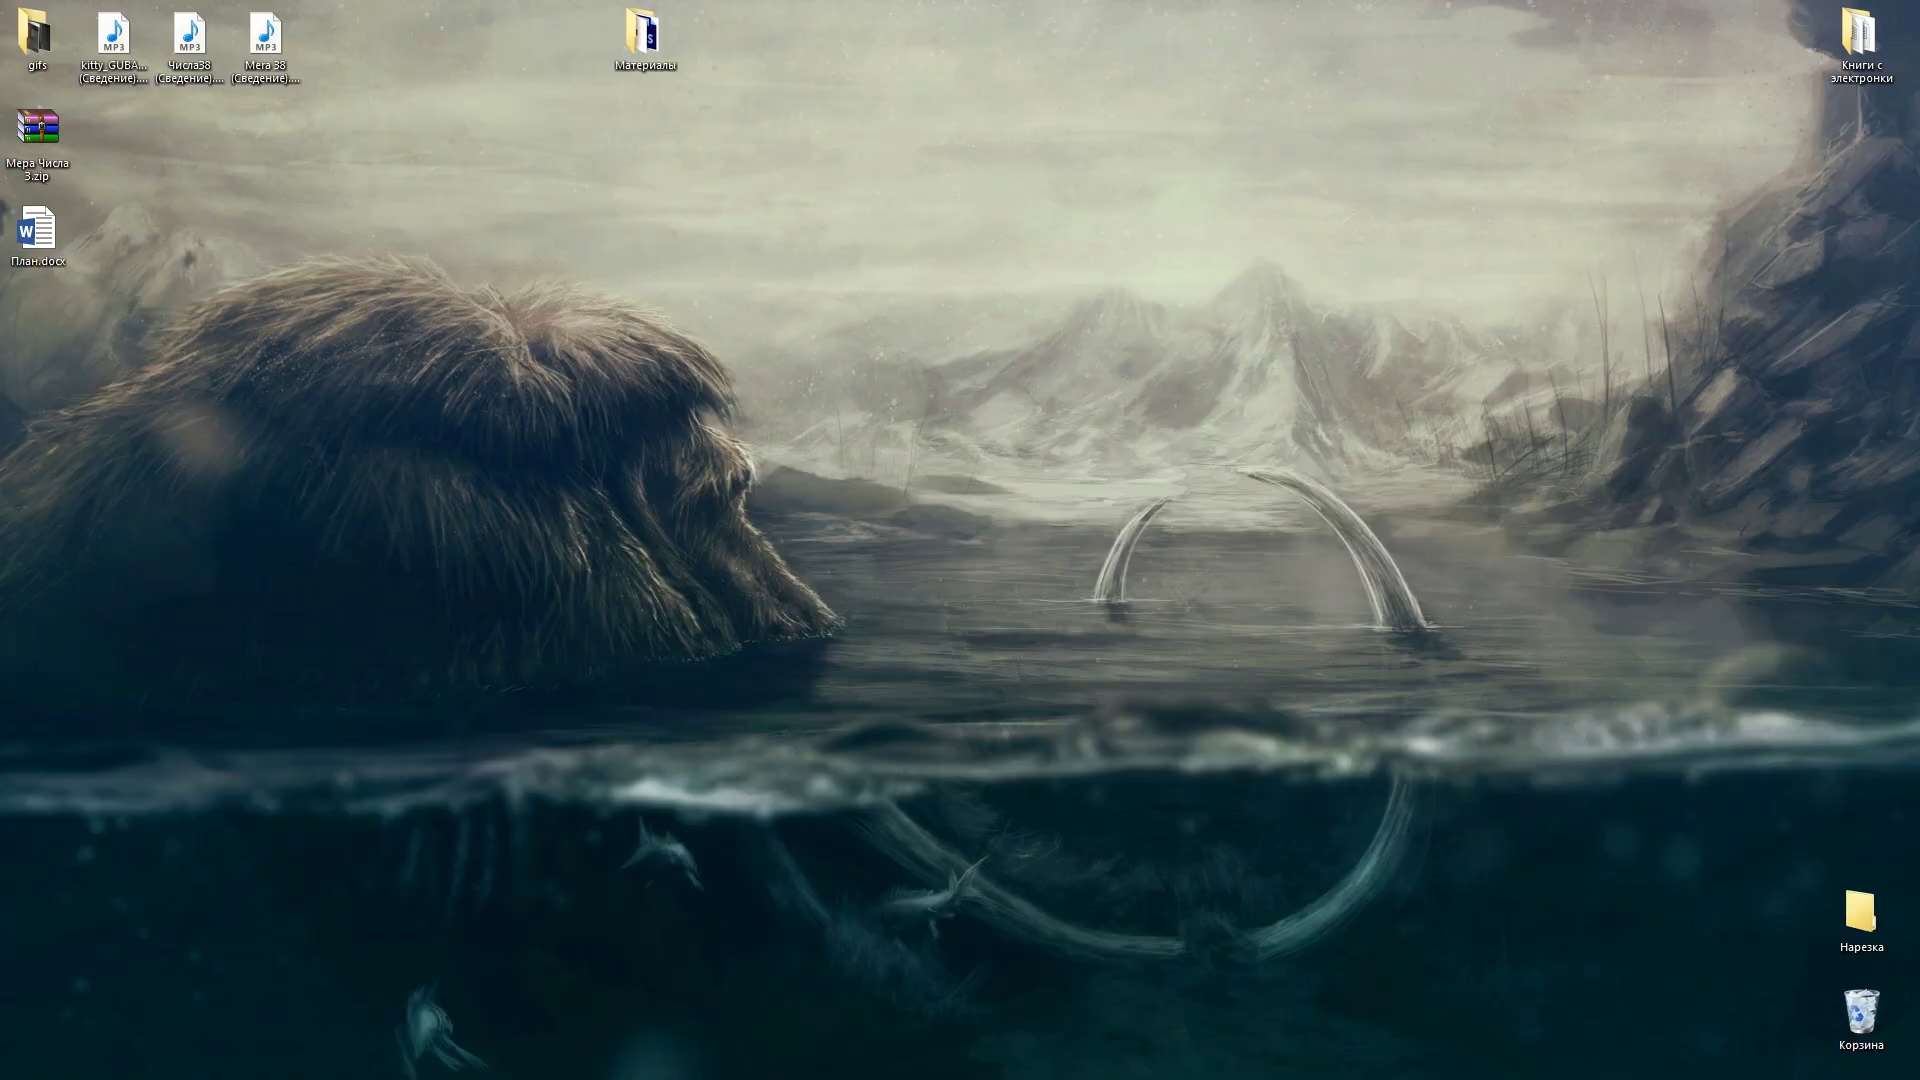 gifs
kitty_GUBA...
(Сведение)....
Числа38
(Сведение)....
Мега 38
(Сведение)....
Материалы
Книги с
электронки
MP3
MP3
MP3
Мера Числа
3.zip
W
План.docx
Нарезка
Корзина